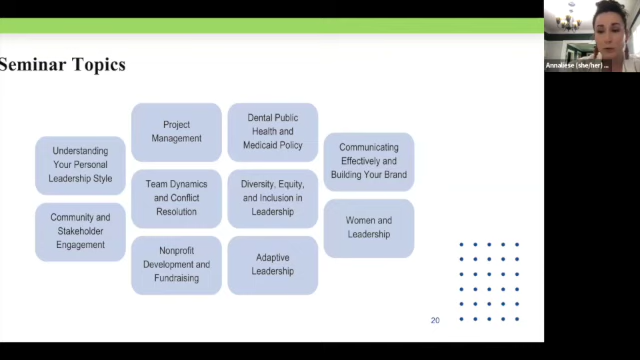 Seminar Topics
Understanding
Your Personal
Leadership Style
Community and
Stakeholder
Engagement
Project
Management
Team Dynamics
and Conflict
Resolution
Nonprofit
Development and
Fundraising
Dental Public
Health and
Medicaid Policy
Diversity, Equity,
and Inclusion in
Leadership
Adaptive
Leadership
Communicating
Effectively and
Building Your Brand
Women and
Leadership
20
Annaliese (she/her) ...